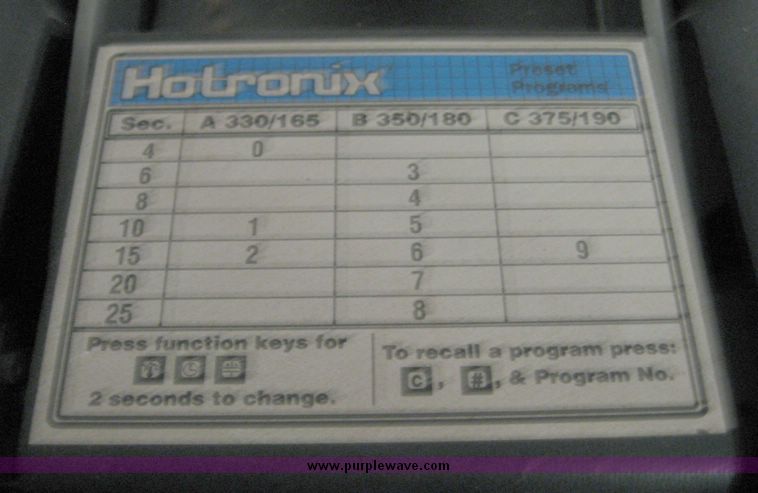 Hotronix Preset
Programs
Sec. A 330/165 B 350/180 C 375/190
4 0
6 3
8 4
10 1 5
15 2 6 9
20 7
25 8
Press function keys for
2 seconds to change.
To recall a program press:
C, #, & Program No.
www.purplewave.com